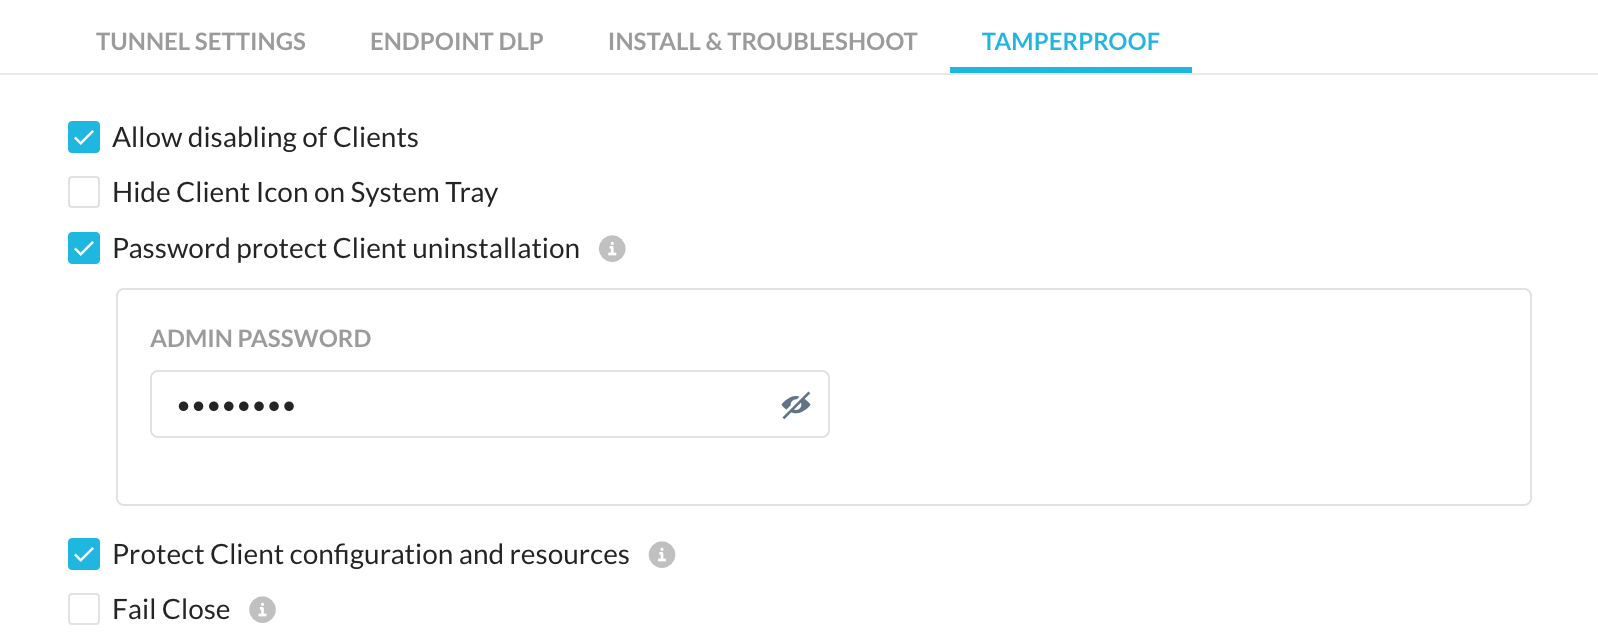 TUNNEL SETTINGS ENDPOINT DLP INSTALL & TROUBLESHOOT TAMPERPROOF
Allow disabling of Clients
Hide Client Icon on System Tray
Password protect Client uninstallation
ADMIN PASSWORD
••••••••
Protect Client configuration and resources
Fail Close